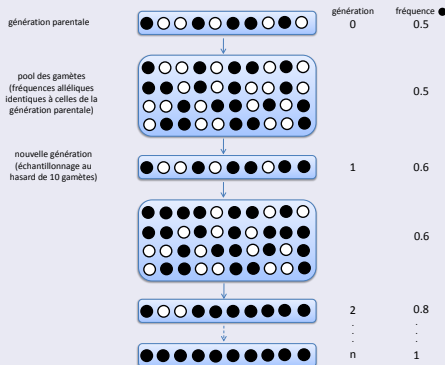 génération
fréquence
génération parentale
0
0.5
pool des gamètes
(fréquences alléliques
identiques à celles de la
génération parentale)
0.5
nouvelle génération
(échantillonnage au
hasard de 10 gamètes)
1
0.6
0.6
2
0.8
n
1